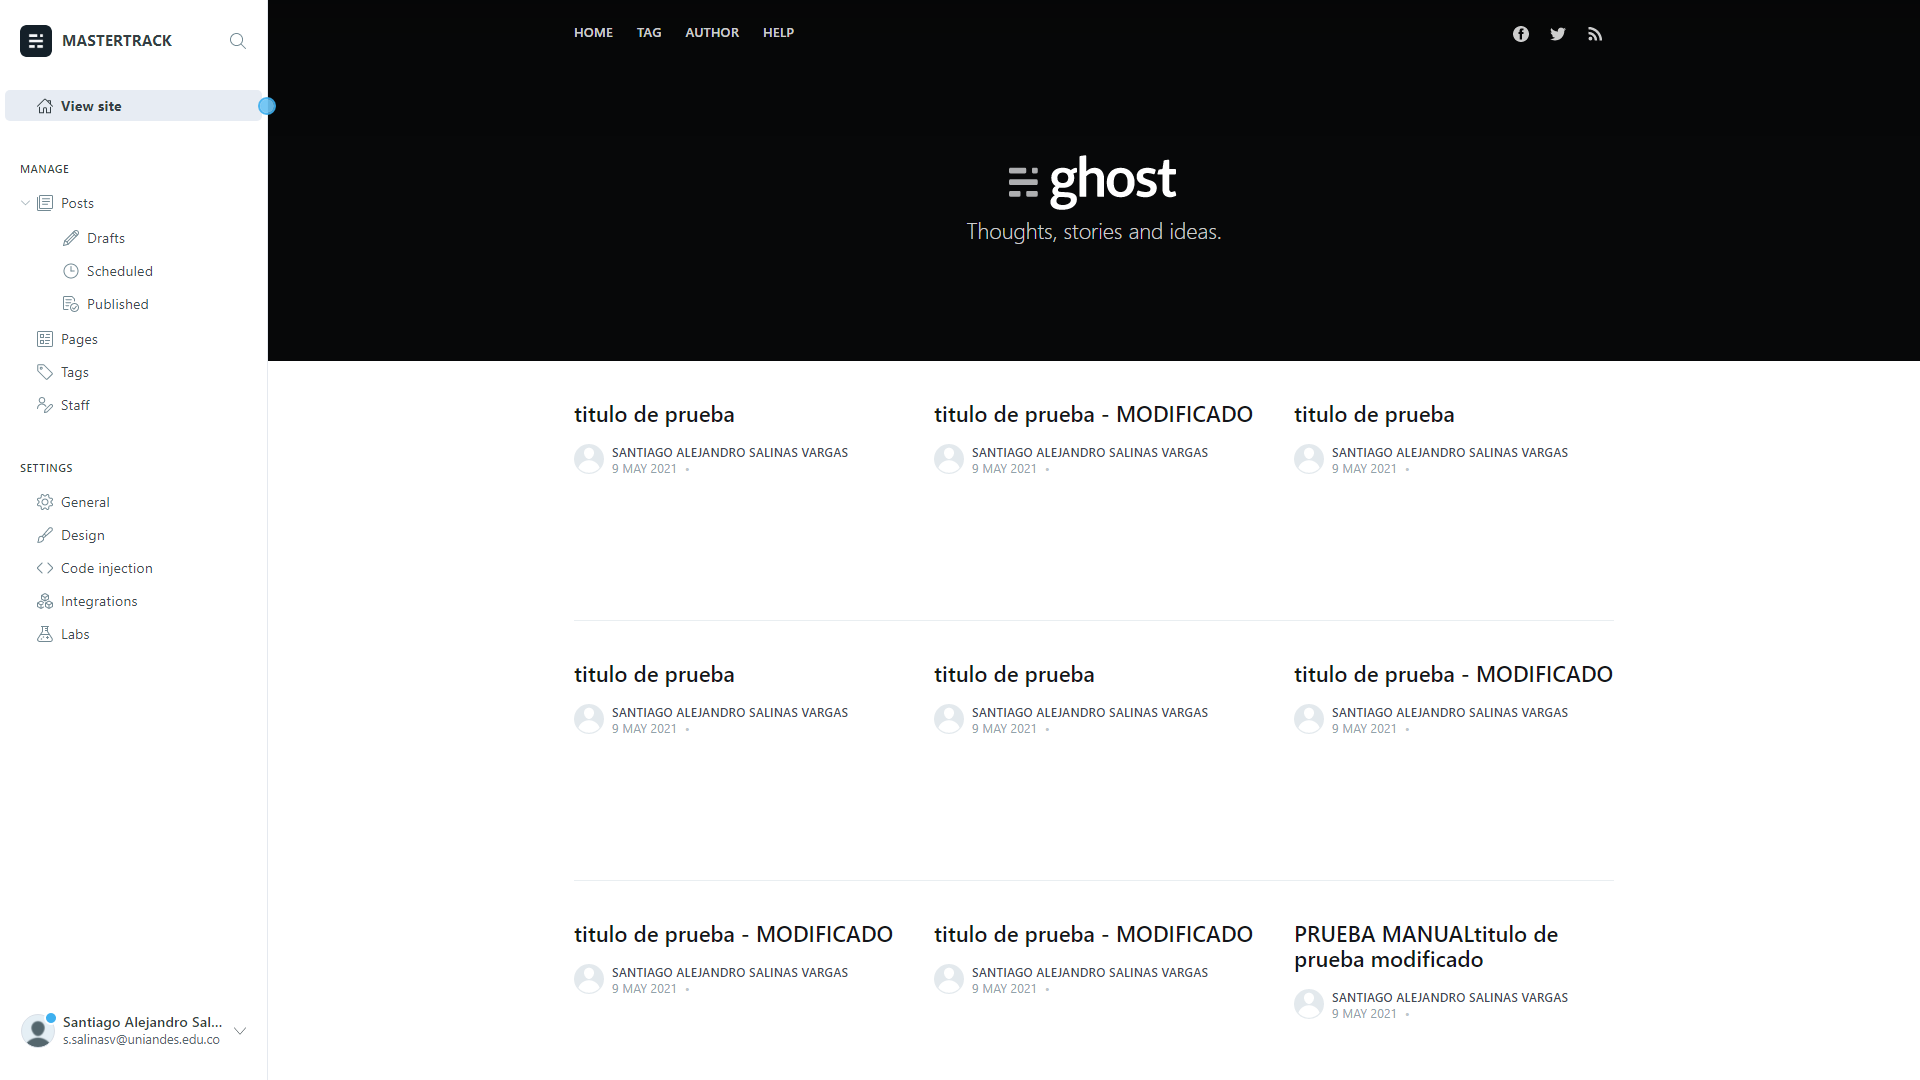 MASTERTRACK
View site
MANAGE
Posts
Drafts
Scheduled
Published
Pages
Tags
Staff
SETTINGS
General
Design
Code injection
Integrations
Labs
Santiago Alejandro Sal...
s.salinasv@uniandes.edu.co
HOME TAG AUTHOR HELP
ghost
Thoughts, stories and ideas.
titulo de prueba
SANTIAGO ALEJANDRO SALINAS VARGAS
9 MAY 2021 •
titulo de prueba - MODIFICADO
SANTIAGO ALEJANDRO SALINAS VARGAS
9 MAY 2021 •
titulo de prueba
SANTIAGO ALEJANDRO SALINAS VARGAS
9 MAY 2021 •
titulo de prueba
SANTIAGO ALEJANDRO SALINAS VARGAS
9 MAY 2021 •
titulo de prueba
SANTIAGO ALEJANDRO SALINAS VARGAS
9 MAY 2021 •
titulo de prueba - MODIFICADO
SANTIAGO ALEJANDRO SALINAS VARGAS
9 MAY 2021 •
titulo de prueba - MODIFICADO
SANTIAGO ALEJANDRO SALINAS VARGAS
9 MAY 2021 •
titulo de prueba - MODIFICADO
SANTIAGO ALEJANDRO SALINAS VARGAS
9 MAY 2021 •
PRUEBA MANUALtitulo de
prueba modificado
SANTIAGO ALEJANDRO SALINAS VARGAS
9 MAY 2021 •